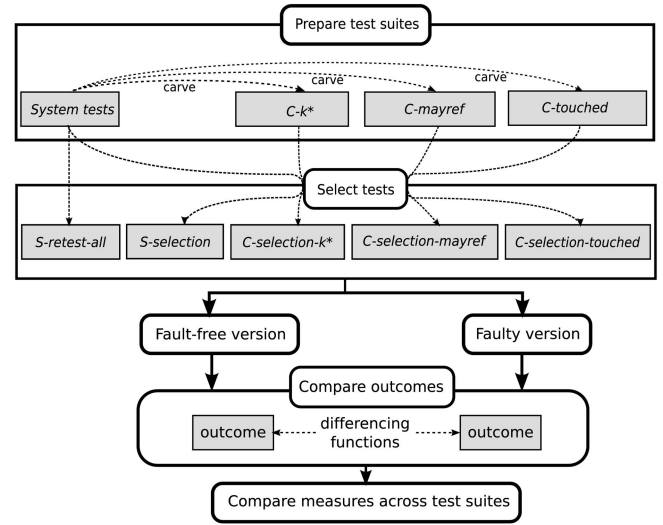 Prepare test suites
carve
carve
carve
System tests
C-k*
C-mayref
C-touched
Select tests
S-retest-all
S-selection
C-selection-k*
C-selection-mayref
C-selection-touched
Fault-free version
Faulty version
Compare outcomes
outcome
differencing
functions
outcome
Compare measures across test suites